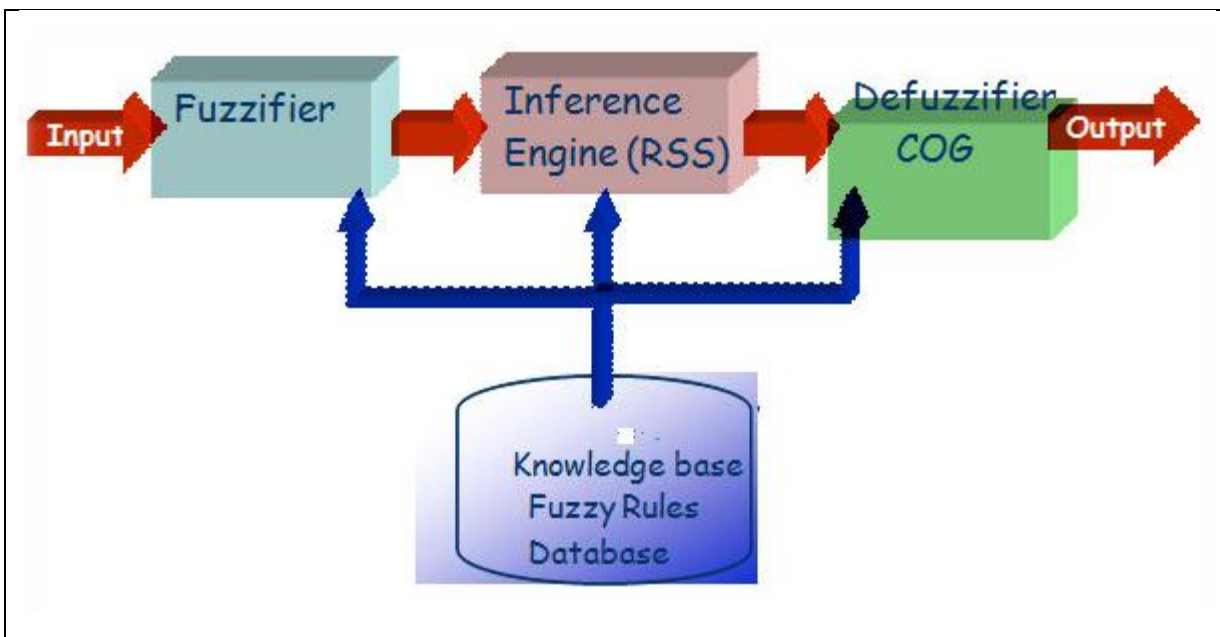 Input
Fuzzifier
Inference
Engine (RSS)
Defuzzifier
COG
Output
Knowledge base
Fuzzy Rules
Database